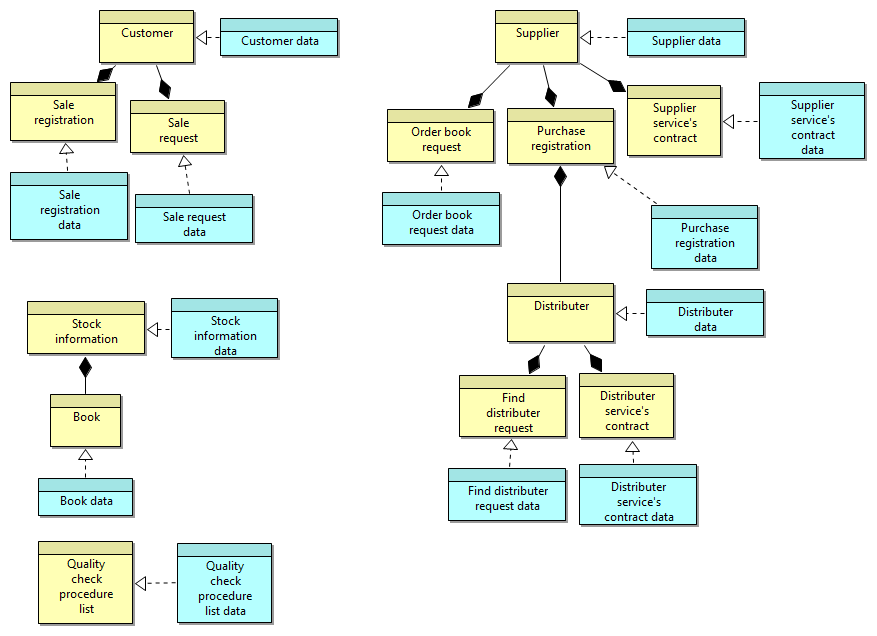 Customer
Customer data
Sale
registration
Sale
request
Sale
registration
data
Sale request
data
Supplier
Supplier data
Order book
request
Purchase
registration
Supplier
service's
contract
Supplier
service's
contract
data
Order book
request data
Purchase
registration
data
Stock
information
Stock
information
data
Book
Book data
Quality
check
procedure
list
Quality
check
procedure
list data
Distributer
Distributer
data
Find
distributer
request
Distributer
service's
contract
Find distributer
request data
Distributer
service's
contract data